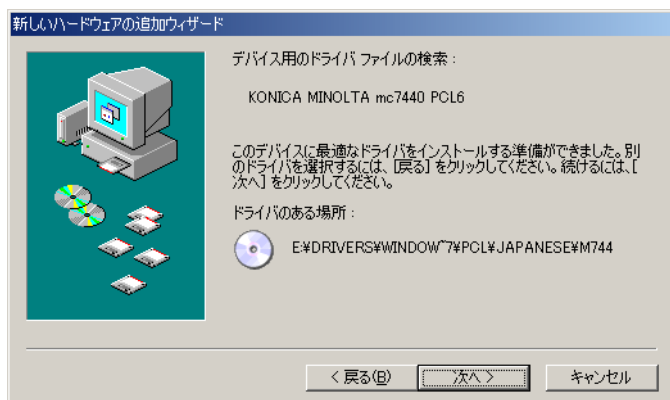 新しいハードウェアの追加ウィザード
デバイス用のドライバ ファイルの検索：
KONICA MINOLTA mc7440 PCL6
このデバイスに最適なドライバをインストールする準備ができました。別
のドライバを選択するには、[戻る] をクリックしてください。続けるには、[
次へ] をクリックしてください。
ドライバのある場所：
E:¥DRIVERS¥WINDOW~7¥PCL¥JAPANESE¥M744
< 戻る(B)
次へ >
キャンセル